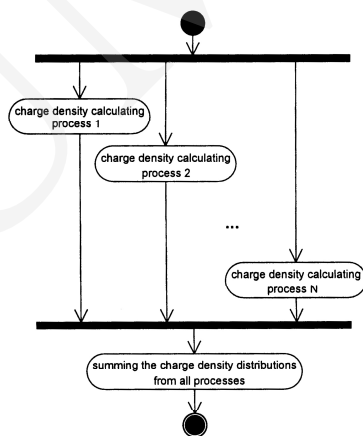 charge density calculating
process 1
charge density calculating
process 2
...
charge density calculating
process N
summing the charge density distributions
from all processes